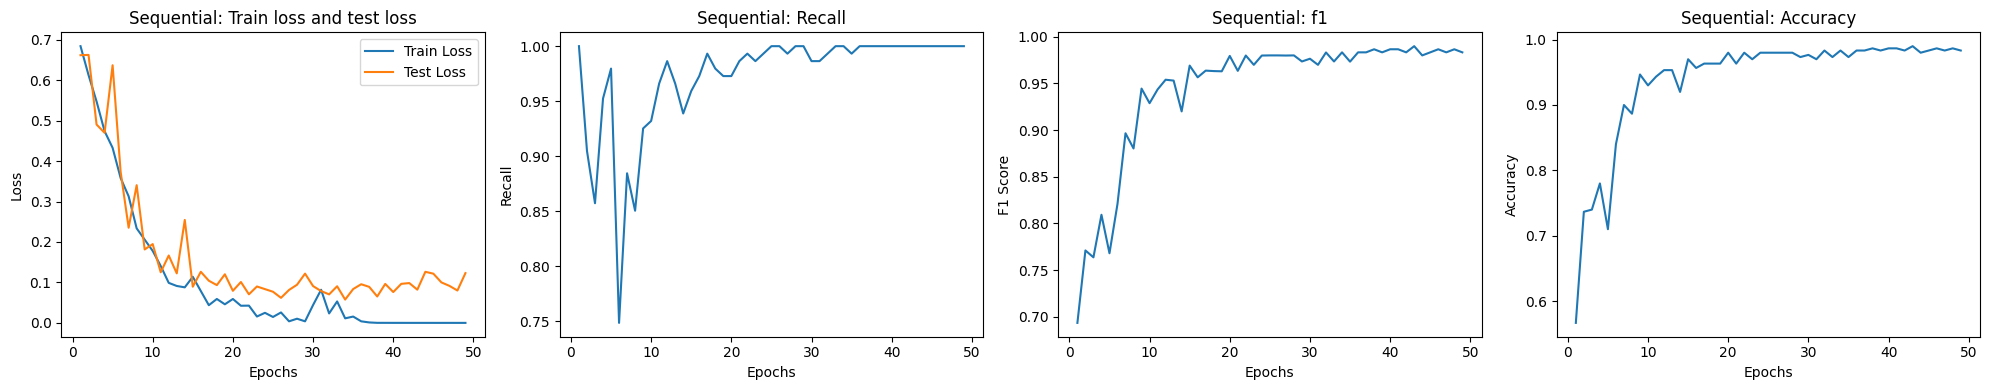 Sequential: Train loss and test loss
0.7
0.6
0.5
0.4
0.3
0.2
0.1
0.0
Loss
Train Loss
Test Loss
0 10 20 30 40 50
Epochs
Sequential: Recall
1.00
0.95
0.90
0.85
0.80
0.75
Recall
0 10 20 30 40 50
Epochs
Sequential: f1
1.00
0.95
0.90
0.85
0.80
0.75
0.70
F1 Score
0 10 20 30 40 50
Epochs
Sequential: Accuracy
1.0
0.9
0.8
0.7
0.6
Accuracy
0 10 20 30 40 50
Epochs